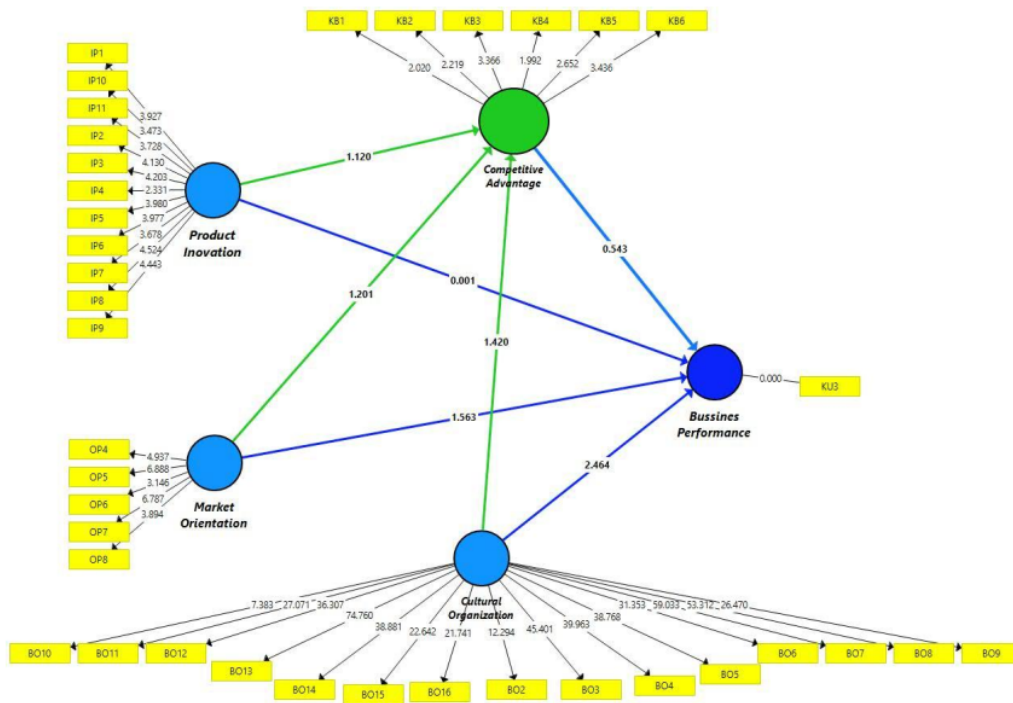 KB1
KB2
KB3
KB4
KB5
KB6
2.020
2.219
3.366
1.992
2.652
3.436
IP1
IP10
IP11
IP2
IP3
IP4
IP5
IP6
IP7
IP8
IP9
3.927
3.473
3.728
4.130
4.203
2.331
3.980
3.977
3.678
4.524
4.443
Product
Inovation
Competitive
Advantage
1.120
0.543
0.001
1.201
1.420
1.563
2.464
Bussines
Performance
0.000
KU3
OP4
OP5
OP6
OP7
OP8
4.937
6.888
3.146
6.787
3.894
Market
Orientation
Cultural
Organization
7.383
27.071
36.307
74.760
38.881
22.642
21.741
12.294
45.401
39.963
38.768
31.353
59.033
53.312
26.470
BO10
BO11
BO12
BO13
BO14
BO15
BO16
BO2
BO3
BO4
BO5
BO6
BO7
BO8
BO9